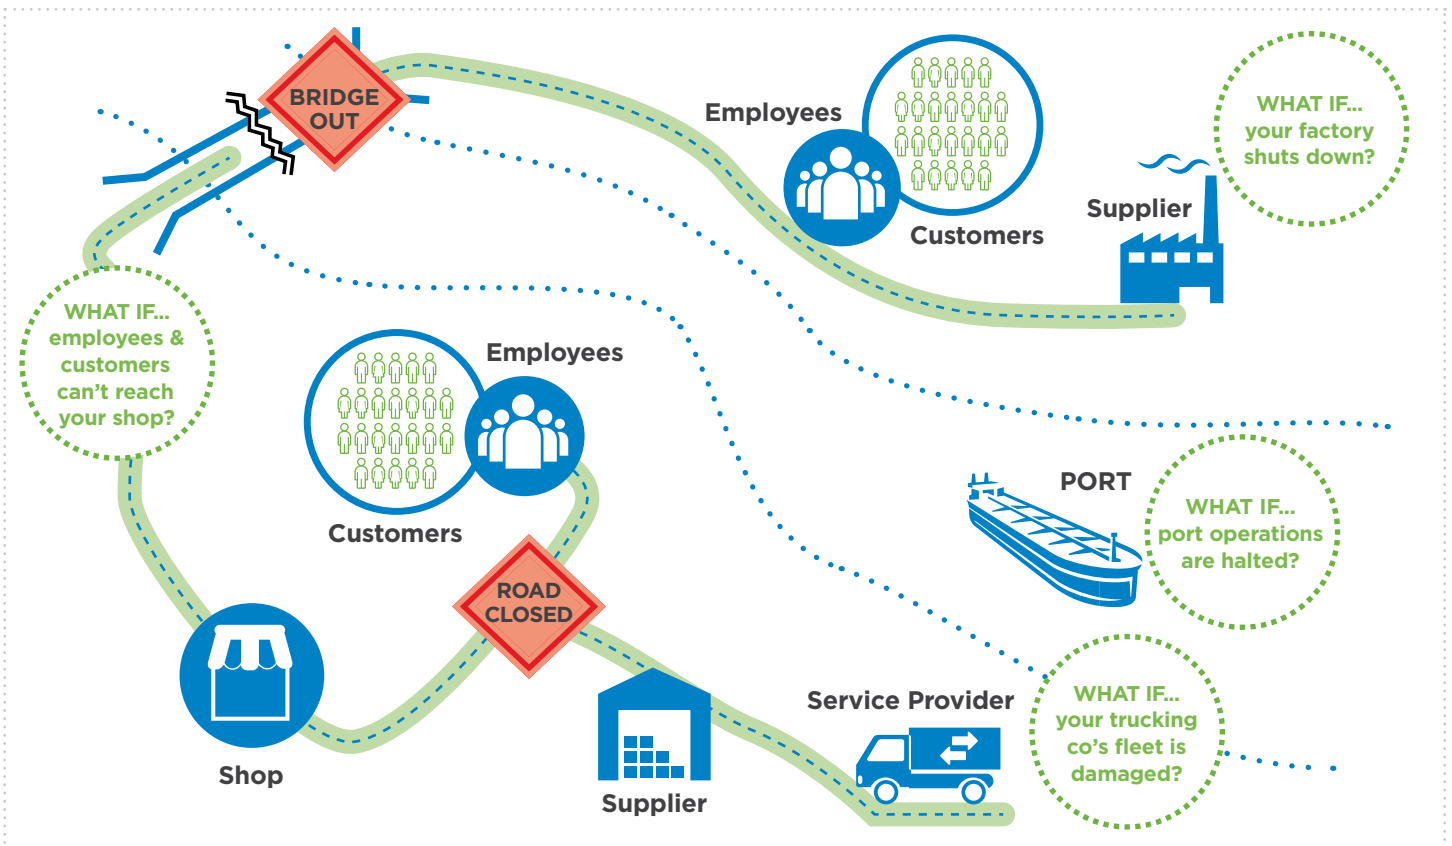 BRIDGE
OUT
Employees
Customers
Supplier
WHAT IF...
your factory
shuts down?
WHAT IF...
employees &
customers
can’t reach
your shop?
Employees
Customers
PORT
WHAT IF...
port operations
are halted?
ROAD
CLOSED
Shop
Supplier
Service Provider
WHAT IF...
your trucking
co’s fleet is
damaged?